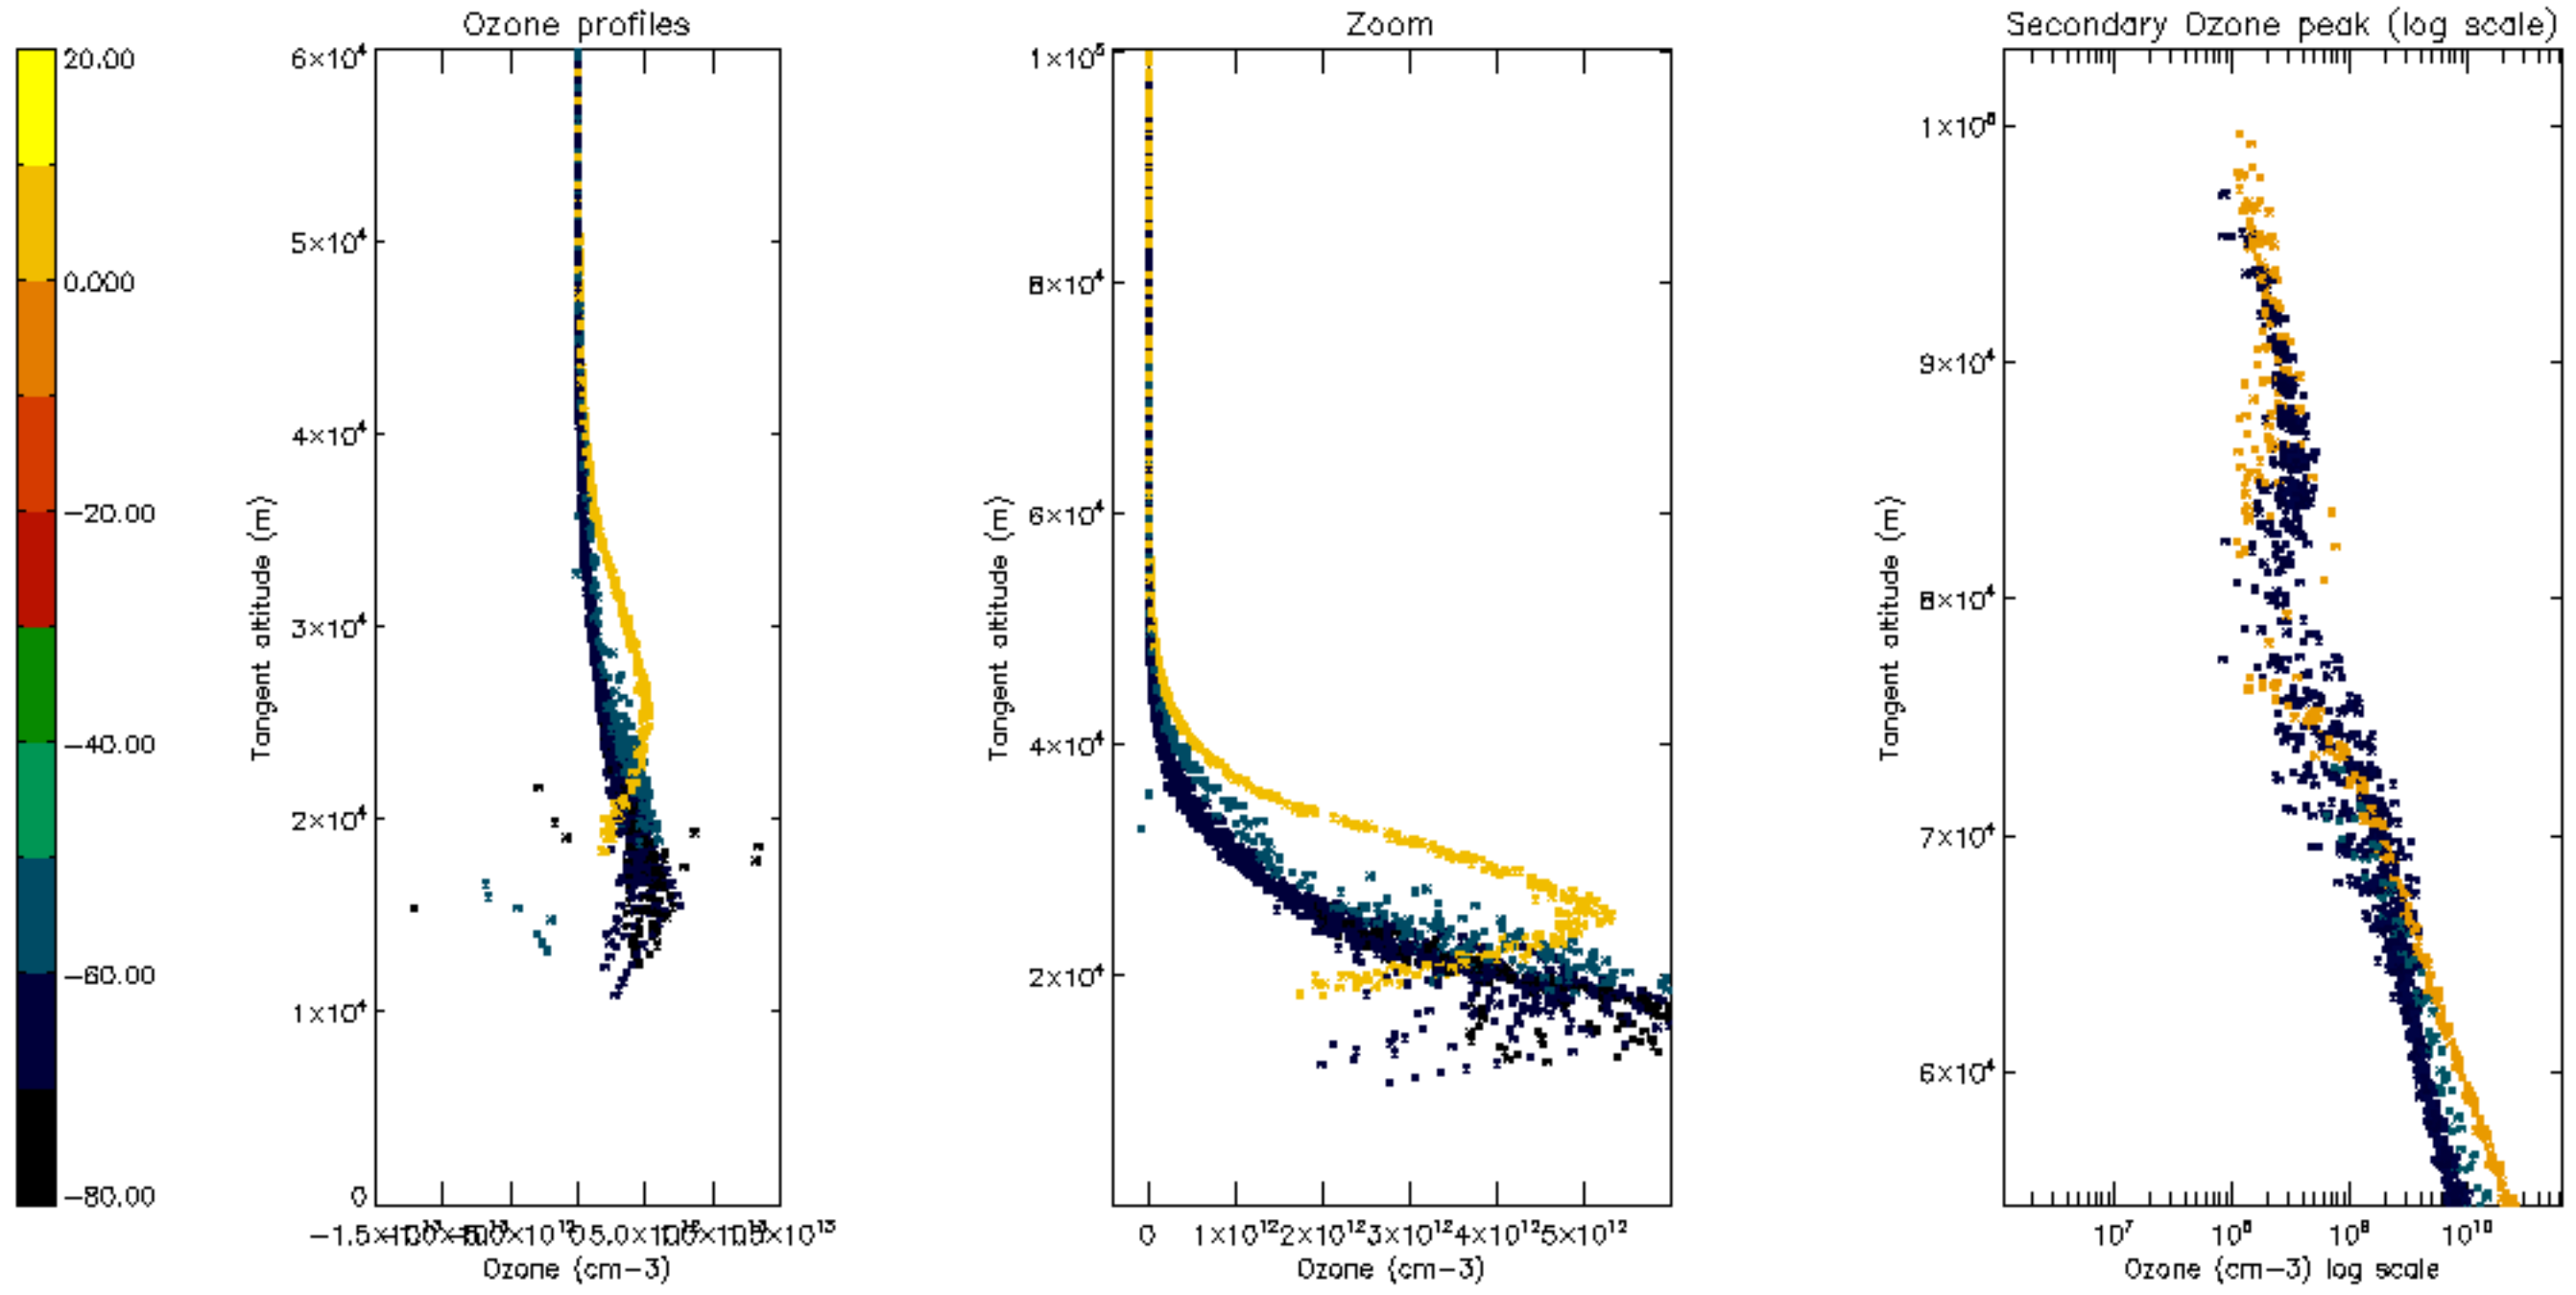 Ozone profiles
Zoom
Secondary Ozone peak (log scale)
20.00
0.000
−20.00
−40.00
−60.00
−80.00
6×10⁴
5×10⁴
4×10⁴
3×10⁴
2×10⁴
1×10⁴
0
Tangent altitude (m)
Ozone (cm−3)
1×10⁵
8×10⁴
6×10⁴
4×10⁴
2×10⁴
Tangent altitude (m)
0 1×10¹² 2×10¹² 3×10¹² 4×10¹² 5×10¹²
Ozone (cm−3)
1×10⁵
9×10⁴
8×10⁴
7×10⁴
6×10⁴
Tangent altitude (m)
10⁷ 10⁸ 10⁹ 10¹⁰
Ozone (cm−3) log scale